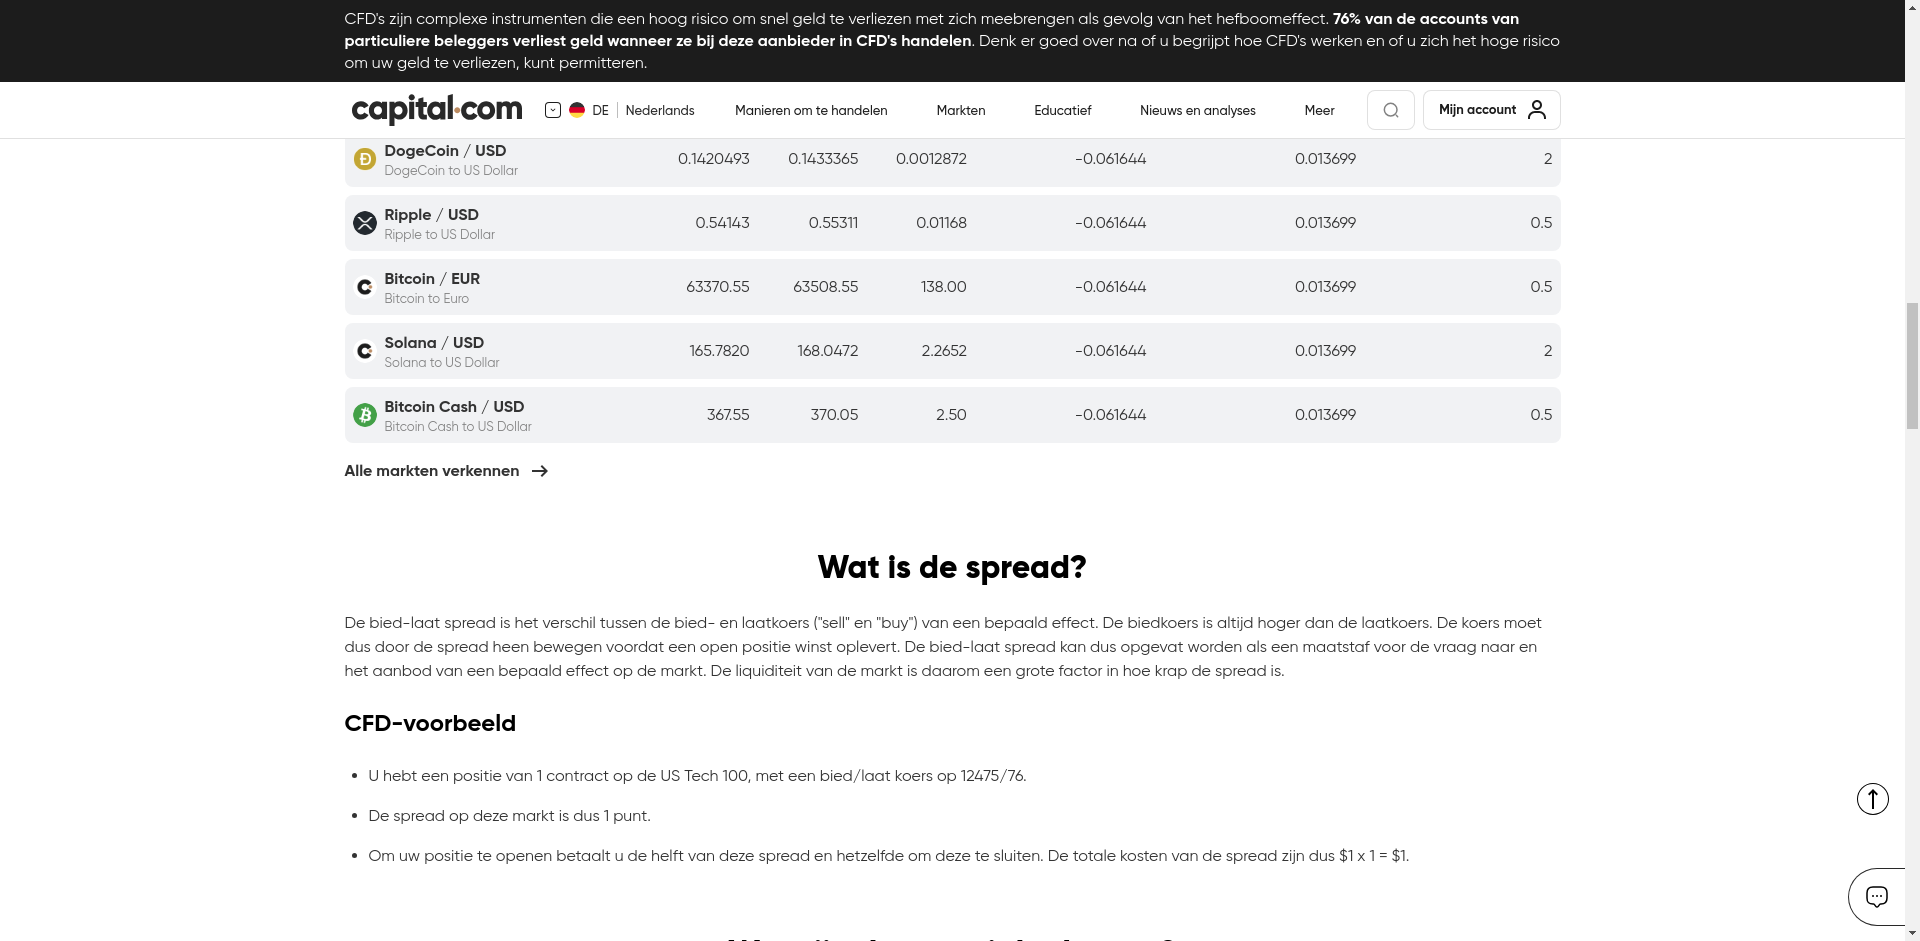 CFD's zijn complexe instrumenten die een hoog risico om snel geld te verliezen met zich meebrengen als gevolg van het hefboomeffect. 76% van de accounts van
particuliere beleggers verliest geld wanneer ze bij deze aanbieder in CFD's handelen. Denk er goed over na of u begrijpt hoe CFD's werken en of u zich het hoge risico
om uw geld te verliezen, kunt permitteren.
capital.com DE Nederlands Manieren om te handelen Markten Educatief Nieuws en analyses Meer Mijn account
DogeCoin / USD 0.1420493 0.1433365 0.0012872 -0.061644 0.013699 2
DogeCoin to US Dollar
Ripple / USD 0.54143 0.55311 0.01168 -0.061644 0.013699 0.5
Ripple to US Dollar
Bitcoin / EUR 63370.55 63508.55 138.00 -0.061644 0.013699 0.5
Bitcoin to Euro
Solana / USD 165.7820 168.0472 2.2652 -0.061644 0.013699 2
Solana to US Dollar
Bitcoin Cash / USD 367.55 370.05 2.50 -0.061644 0.013699 0.5
Bitcoin Cash to US Dollar
Alle markten verkennen
Wat is de spread?
De bied-laat spread is het verschil tussen de bied- en laatkoers ("sell" en "buy") van een bepaald effect. De biedkoers is altijd hoger dan de laatkoers. De koers moet
dus door de spread heen bewegen voordat een open positie winst oplevert. De bied-laat spread kan dus opgevat worden als een maatstaf voor de vraag naar en
het aanbod van een bepaald effect op de markt. De liquiditeit van de markt is daarom een grote factor in hoe krap de spread is.
CFD-voorbeeld
• U hebt een positie van 1 contract op de US Tech 100, met een bied/laat koers op 12475/76.
• De spread op deze markt is dus 1 punt.
• Om uw positie te openen betaalt u de helft van deze spread en hetzelfde om deze te sluiten. De totale kosten van de spread zijn dus $1 x 1 = $1.